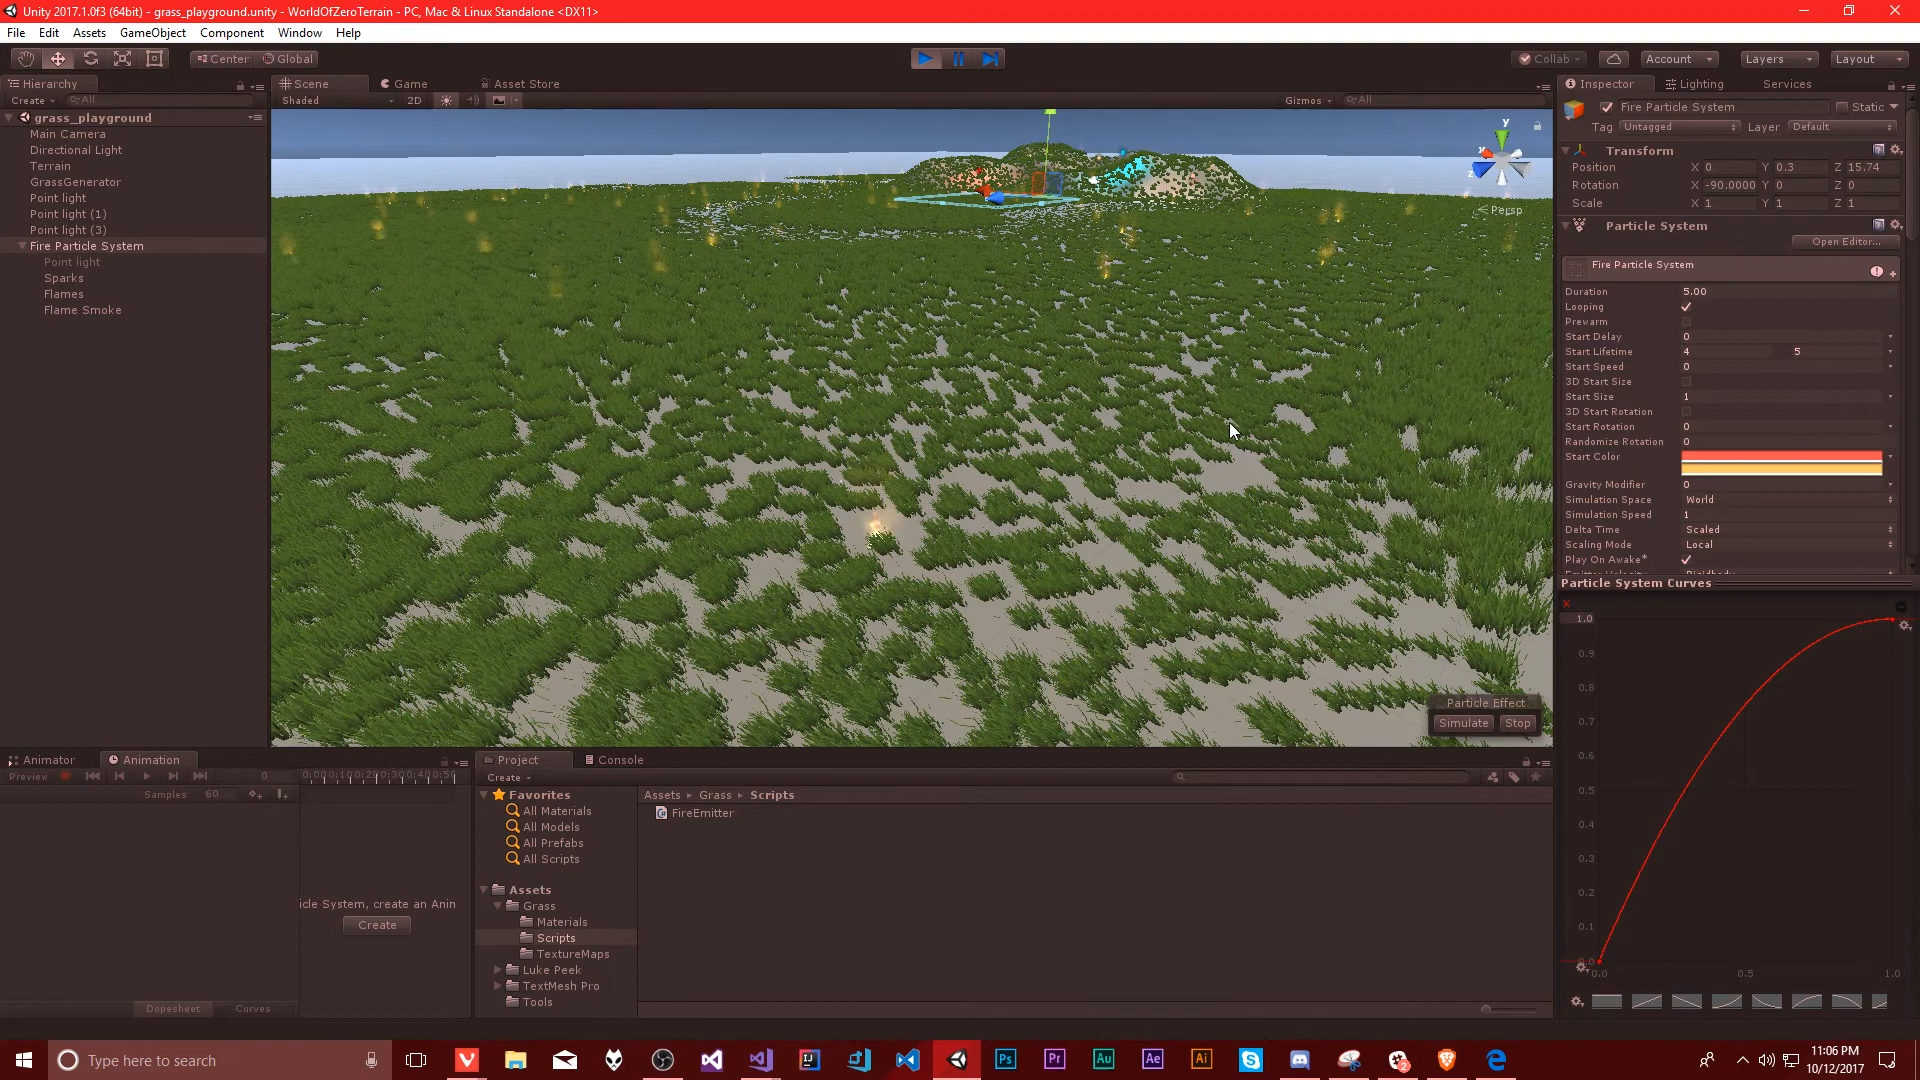 Unity 2017.1.0f3 (64bit) - grass_playground.unity - WorldOfZeroTerrain - PC, Mac & Linux Standalone <DX11>
File Edit Assets GameObject Component Window Help
Center Global Collab Account Layers Layout
Hierarchy
Create All
grass_playground
Main Camera
Directional Light
Terrain
GrassGenerator
Point light
Point light (1)
Point light (3)
Fire Particle System
Point light
Sparks
Flames
Flame Smoke
Scene Game Asset Store
Shaded 2D Gizmos All
y
x
z
Persp
Particle Effect
Simulate Stop
Inspector Lighting Services
Fire Particle System Static
Tag Untagged Layer Default
Transform
Position X 0 Y 0.3 Z 15.74
Rotation X -90.0000 Y 0 Z 0
Scale X 1 Y 1 Z 1
Particle System
Open Editor...
Fire Particle System
Duration 5.00
Looping
Prewarm
Start Delay 0
Start Lifetime 4 5
Start Speed 0
3D Start Size
Start Size 1
3D Start Rotation
Start Rotation 0
Randomize Rotation 0
Start Color
Gravity Modifier 0
Simulation Space World
Simulation Speed 1
Delta Time Scaled
Scaling Mode Local
Play On Awake*
Particle System Curves
1.0
0.9
0.8
0.7
0.6
0.5
0.4
0.3
0.2
0.1
0.0
0.0 0.5 1.0
Animator Animation
Preview 0
Samples 60
icle System, create an Anin
Create
Dopesheet Curves
Project Console
Create
Favorites
All Materials
All Models
All Prefabs
All Scripts
Assets
Grass
Materials
Scripts
TextureMaps
Luke Peek
TextMesh Pro
Tools
Assets Grass Scripts
FireEmitter
Type here to search
Ps Pr Au Ae Ai
2
11:06 PM
10/12/2017